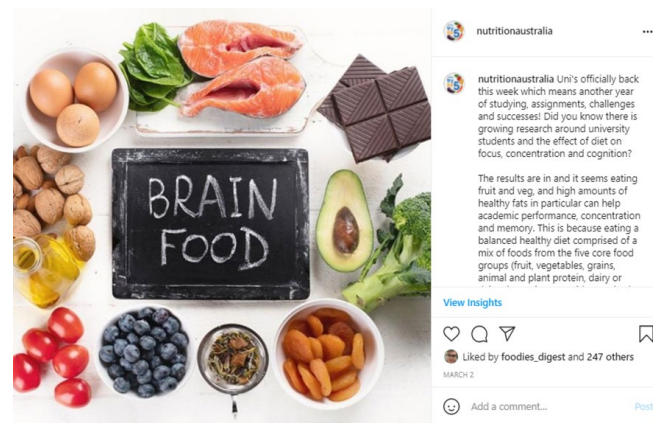 BRAIN
FOOD
nutritionaustralia
nutritionaustralia Uni's officially back
this week which means another year
of studying, assignments, challenges
and successes! Did you know there is
growing research around university
students and the effect of diet on
focus, concentration and cognition?
The results are in and it seems eating
fruit and veg, and high amounts of
healthy fats in particular can help
academic performance, concentration
and memory. This is because eating a
balanced healthy diet comprised of a
mix of foods from the five core food
groups (fruit, vegetables, grains,
animal and plant protein, dairy or
View Insights
Liked by foodies_digest and 247 others
MARCH 2
Add a comment...
Post